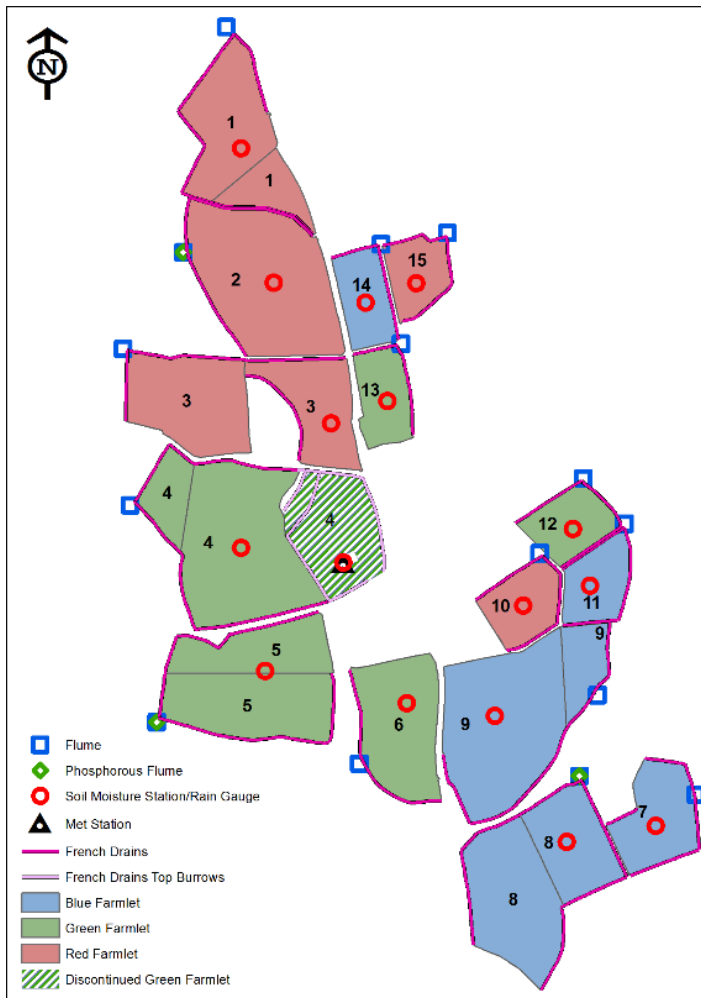 N
1
1
2
15
14
3
3
13
4
4
4
12
10
11
9
5
5
6
9
7
8
8
Flume
Phosphorous Flume
Soil Moisture Station/Rain Gauge
Met Station
French Drains
French Drains Top Burrows
Blue Farmlet
Green Farmlet
Red Farmlet
Discontinued Green Farmlet